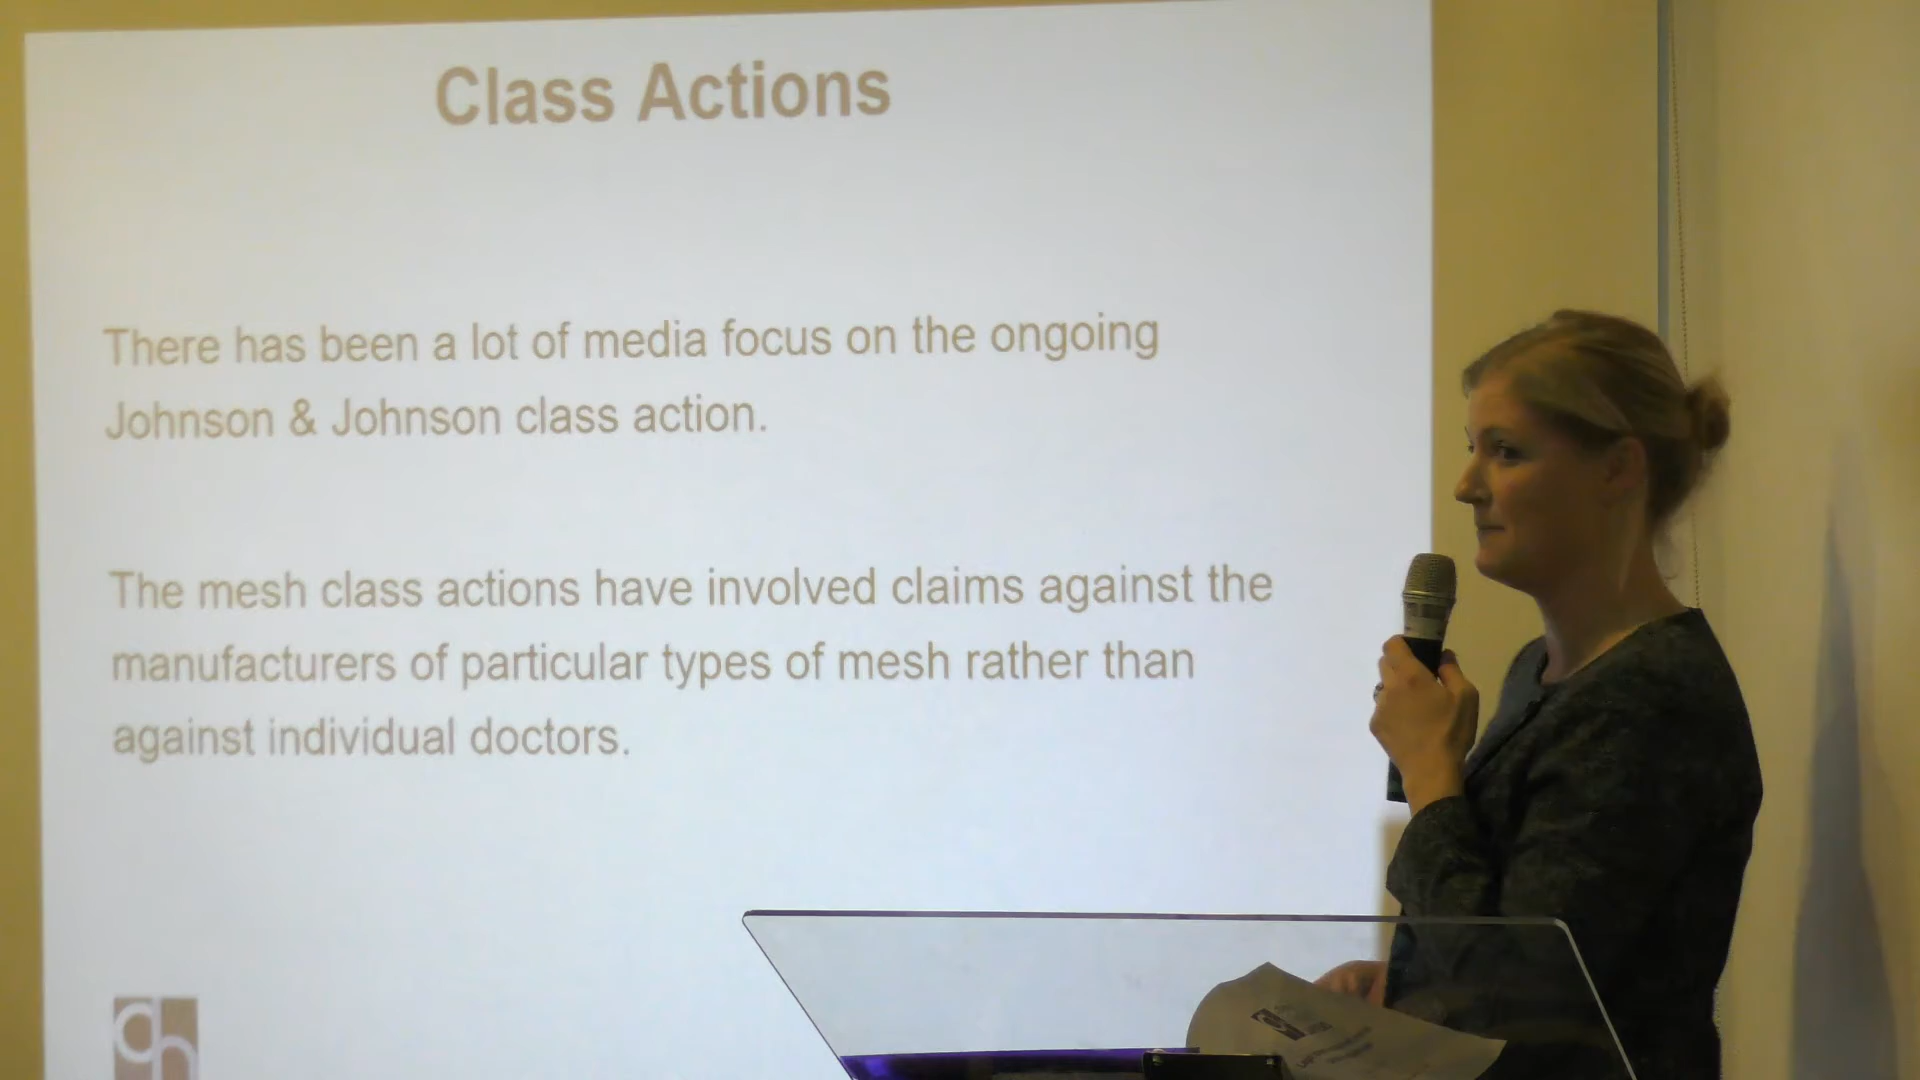 Class Actions
There has been a lot of media focus on the ongoing
Johnson & Johnson class action.
The mesh class actions have involved claims against the
manufacturers of particular types of mesh rather than
against individual doctors.